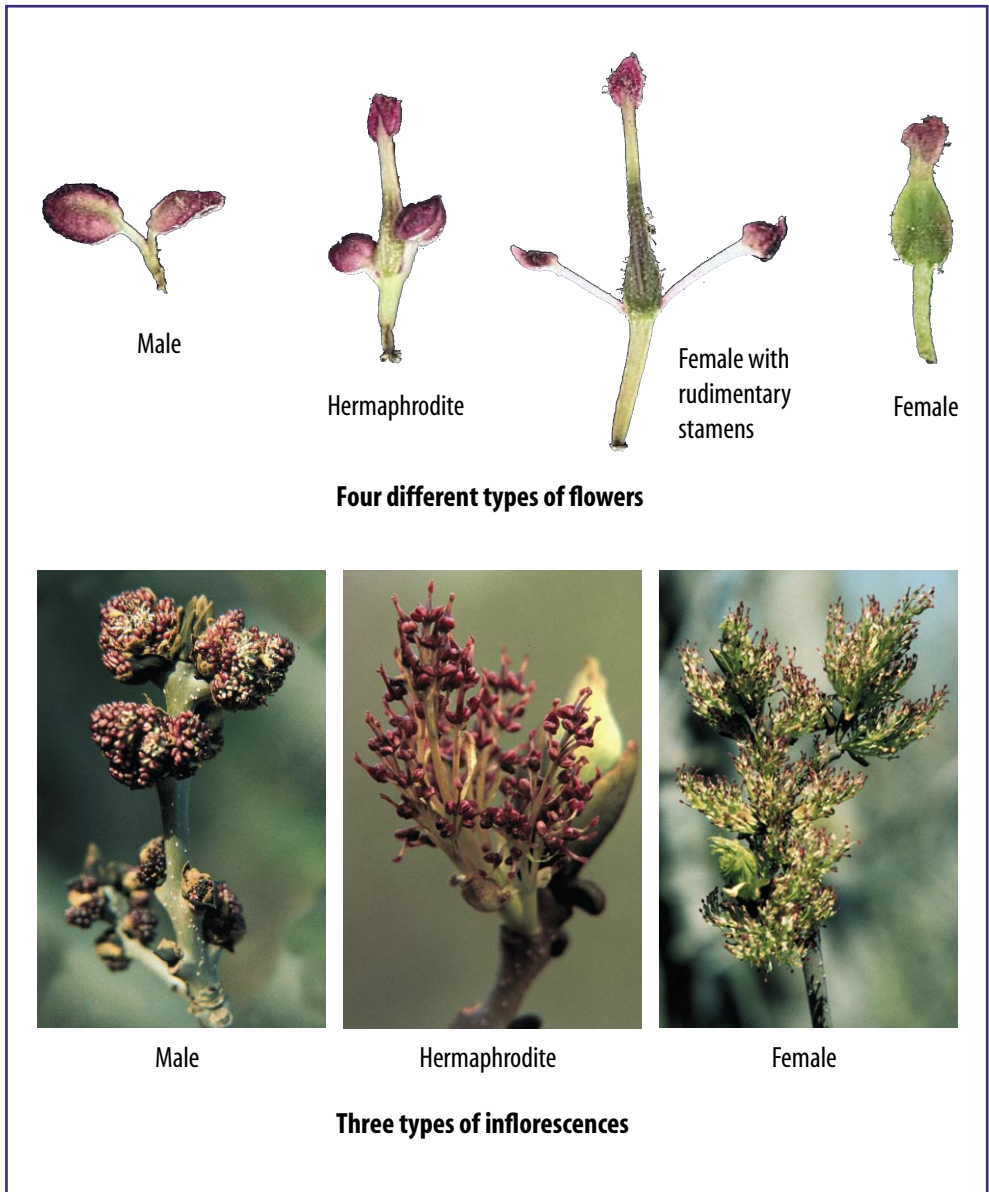 Male
Hermaphrodite
Female with
rudimentary
stamens
Female
Four different types of flowers
Male
Hermaphrodite
Female
Three types of inflorescences